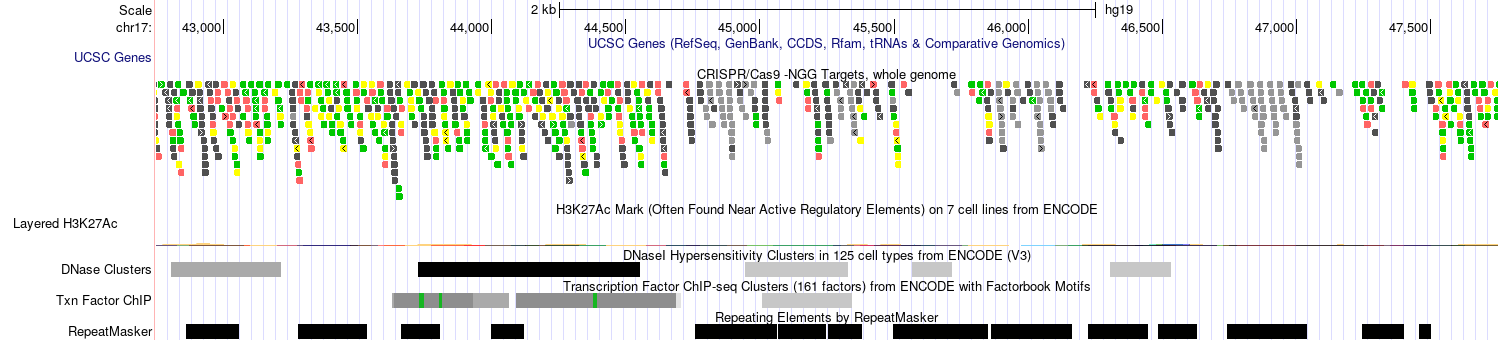 Scale 2 kb hg19
chr17: 43,000 43,500 44,000 44,500 45,000 45,500 46,000 46,500 47,000 47,500
UCSC Genes (RefSeq, GenBank, CCDS, Rfam, tRNAs & Comparative Genomics)
UCSC Genes
CRISPR/Cas9 -NGG Targets, whole genome
H3K27Ac Mark (Often Found Near Active Regulatory Elements) on 7 cell lines from ENCODE
Layered H3K27Ac
DNaseI Hypersensitivity Clusters in 125 cell types from ENCODE (V3)
DNase Clusters
Transcription Factor ChIP-seq Clusters (161 factors) from ENCODE with Factorbook Motifs
Txn Factor ChIP
Repeating Elements by RepeatMasker
RepeatMasker